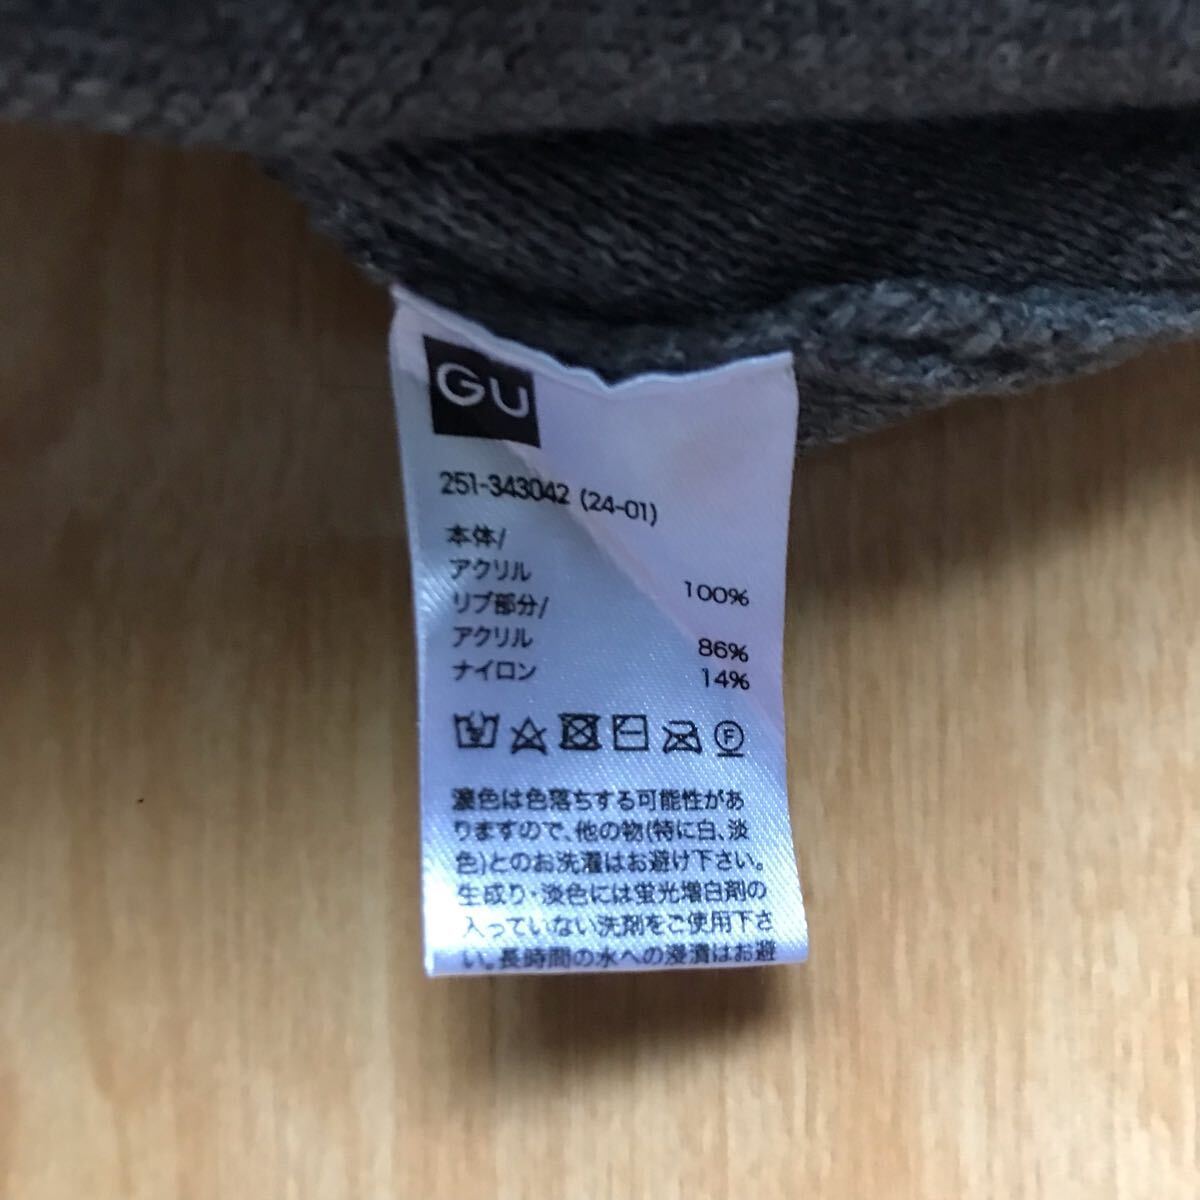 GU
251-343042 (24-01)
本体/
アクリル 100%
リブ部分/
アクリル 86%
ナイロン 14%
F
濃色は色落ちする可能性があ
りますので、他の物(特に白、淡
色)とのお洗濯はお避け下さい。
生成り・淡色には蛍光増白剤の
入っていない洗剤をご使用下さ
い。長時間の水への浸漬はお避